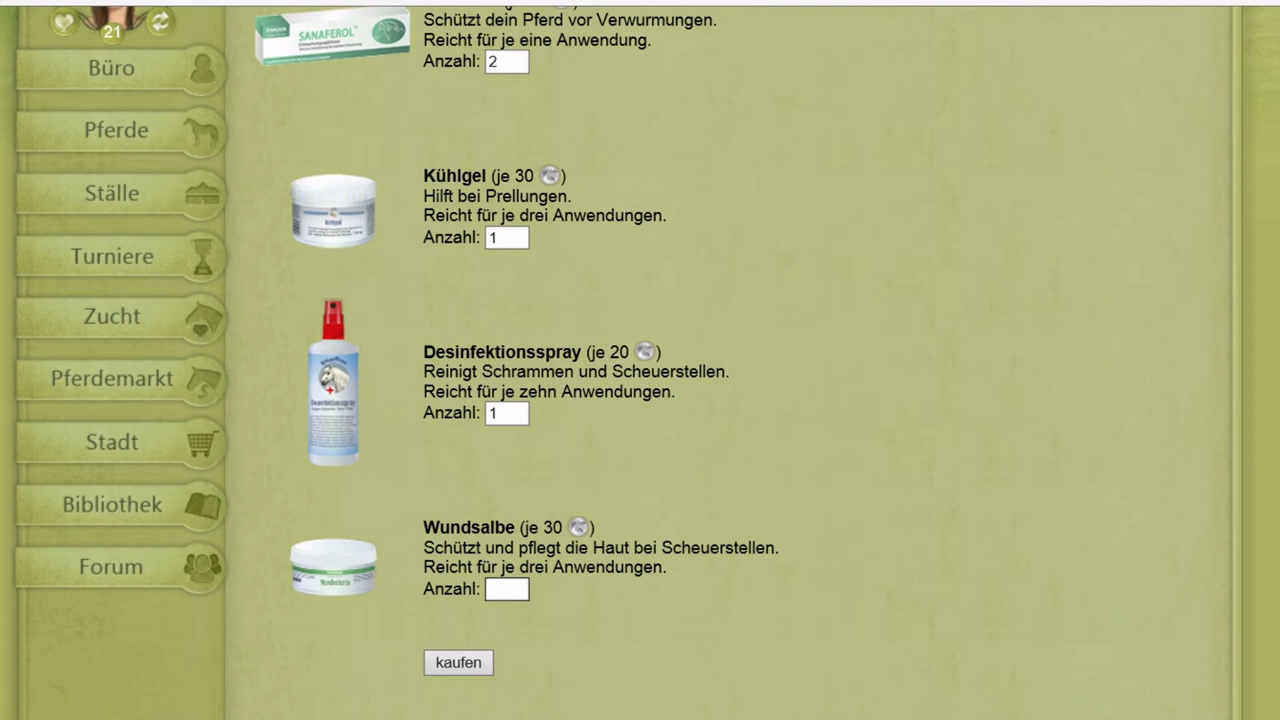 21
Büro
Pferde
Ställe
Turniere
Zucht
Pferdemarkt
Stadt
Bibliothek
Forum
SANAFEROL
Schützt dein Pferd vor Verwurmungen.
Reicht für je eine Anwendung.
Anzahl: 2
Kühlgel (je 30 )
Hilft bei Prellungen.
Reicht für je drei Anwendungen.
Anzahl: 1
Desinfektionsspray (je 20 )
Reinigt Schrammen und Scheuerstellen.
Reicht für je zehn Anwendungen.
Anzahl: 1
Wundsalbe (je 30 )
Schützt und pflegt die Haut bei Scheuerstellen.
Reicht für je drei Anwendungen.
Anzahl:
kaufen